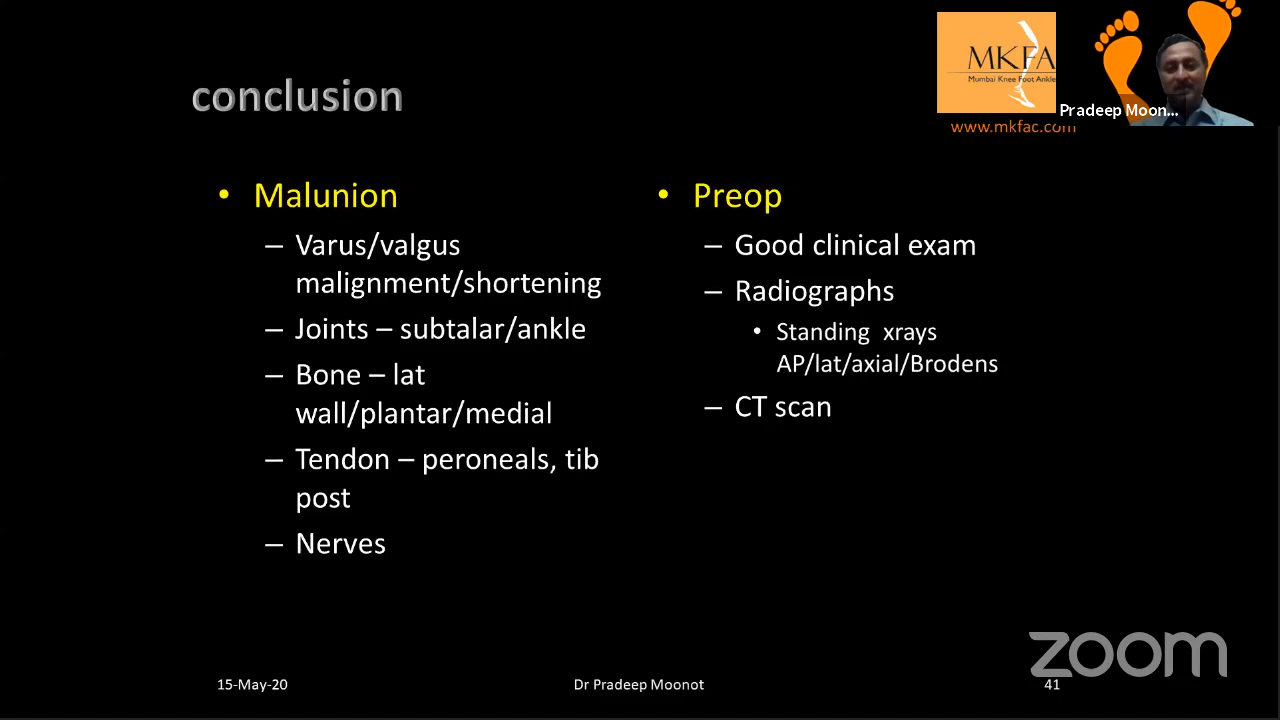 MKFA
Mumbai Knee Foot Ankle
Pradeep Moon...
www.mkfac.com
conclusion
• Malunion
– Varus/valgus
malignment/shortening
– Joints – subtalar/ankle
– Bone – lat
wall/plantar/medial
– Tendon – peroneals, tib
post
– Nerves
• Preop
– Good clinical exam
– Radiographs
• Standing xrays
AP/lat/axial/Brodens
– CT scan
zoom
15-May-20
Dr Pradeep Moonot
41